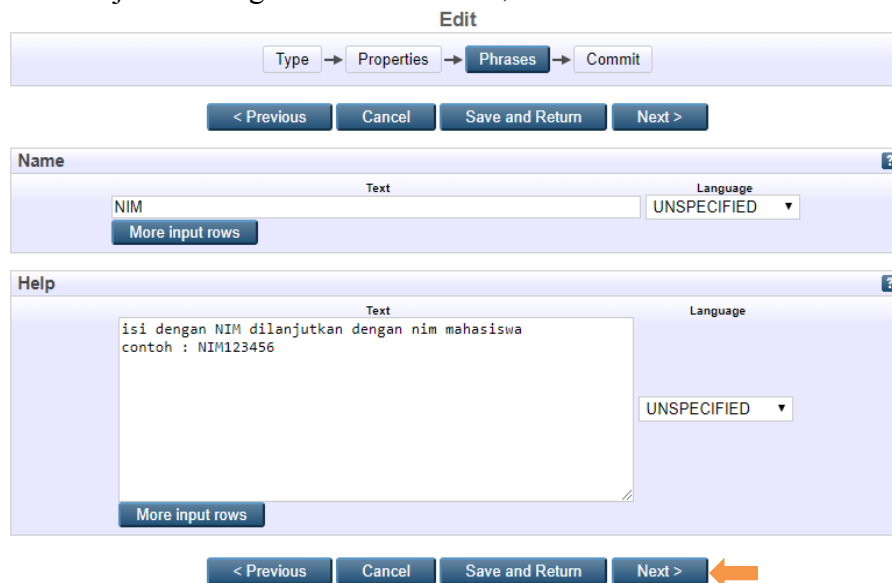 Edit
Type Properties Phrases Commit
< Previous Cancel Save and Return Next >
Name ?
Text Language
NIM UNSPECIFIED
More input rows
Help ?
Text Language
isi dengan NIM dilanjutkan dengan nim mahasiswa
contoh : NIM123456
UNSPECIFIED
More input rows
< Previous Cancel Save and Return Next >